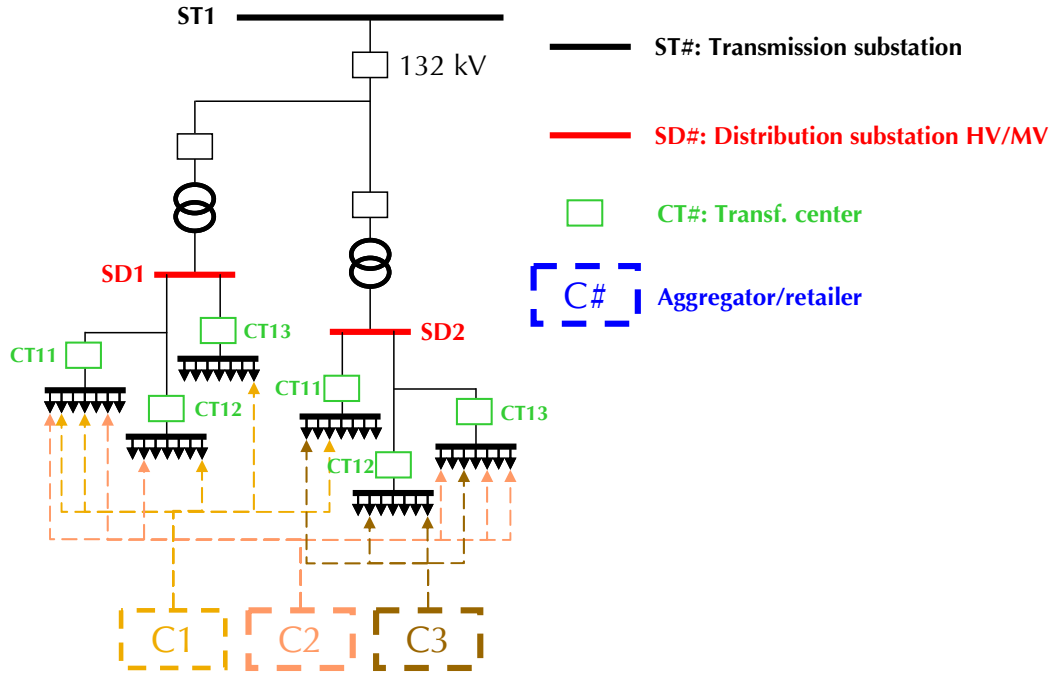 ST1
132 kV
ST#: Transmission substation
SD#: Distribution substation HV/MV
CT#: Transf. center
C#
Aggregator/retailer
SD1
SD2
CT11
CT13
CT12
CT11
CT13
CT12
C1
C2
C3